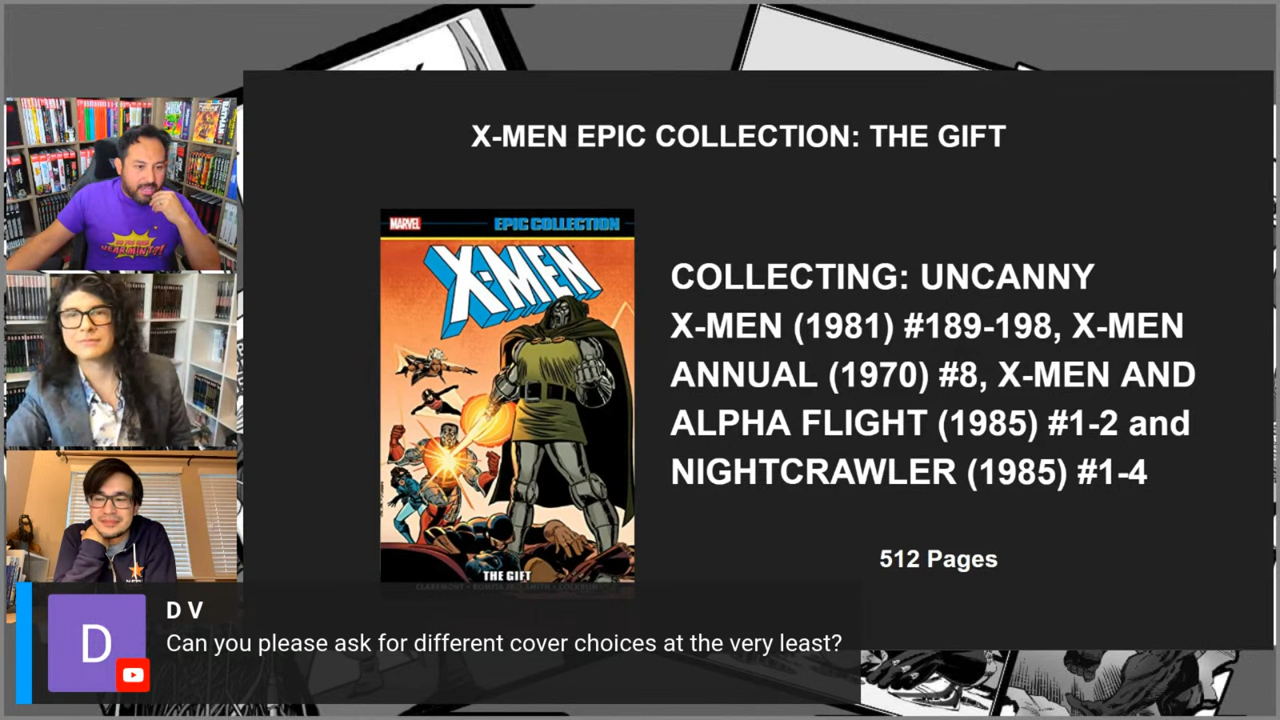 X-MEN EPIC COLLECTION: THE GIFT
MARVEL
EPIC COLLECTION
X-MEN
THE GIFT
COLLECTING: UNCANNY
X-MEN (1981) #189-198, X-MEN
ANNUAL (1970) #8, X-MEN AND
ALPHA FLIGHT (1985) #1-2 and
NIGHTCRAWLER (1985) #1-4
512 Pages
D
D V
Can you please ask for different cover choices at the very least?